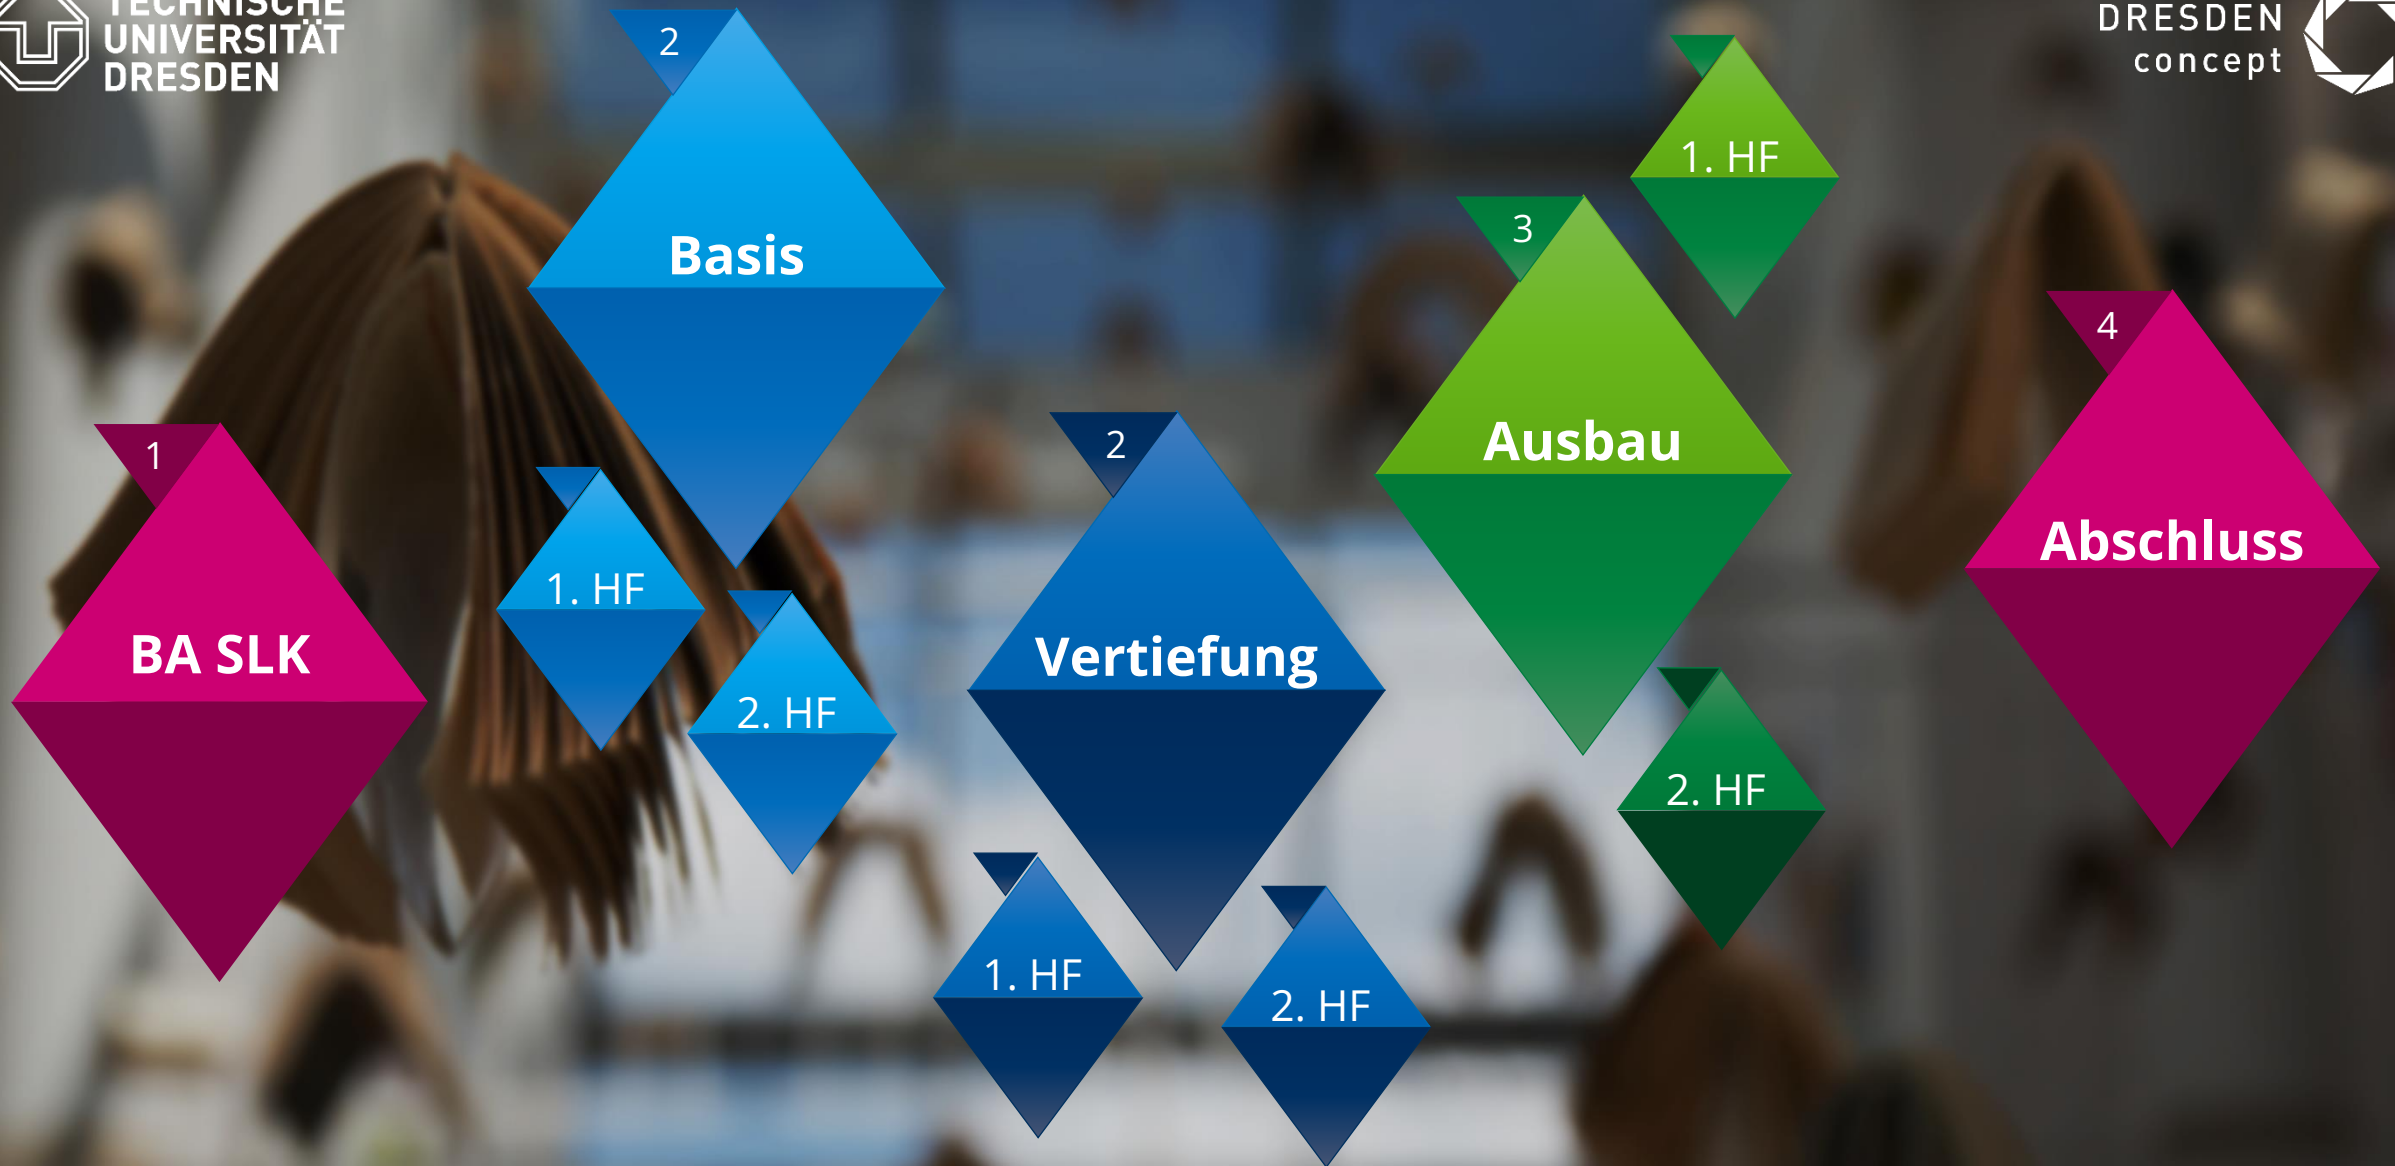 TECHNISCHE
UNIVERSITÄT
DRESDEN
DRESDEN
concept
1
BA SLK
2
Basis
1. HF
2. HF
2
Vertiefung
1. HF
2. HF
3
Ausbau
1. HF
2. HF
4
Abschluss